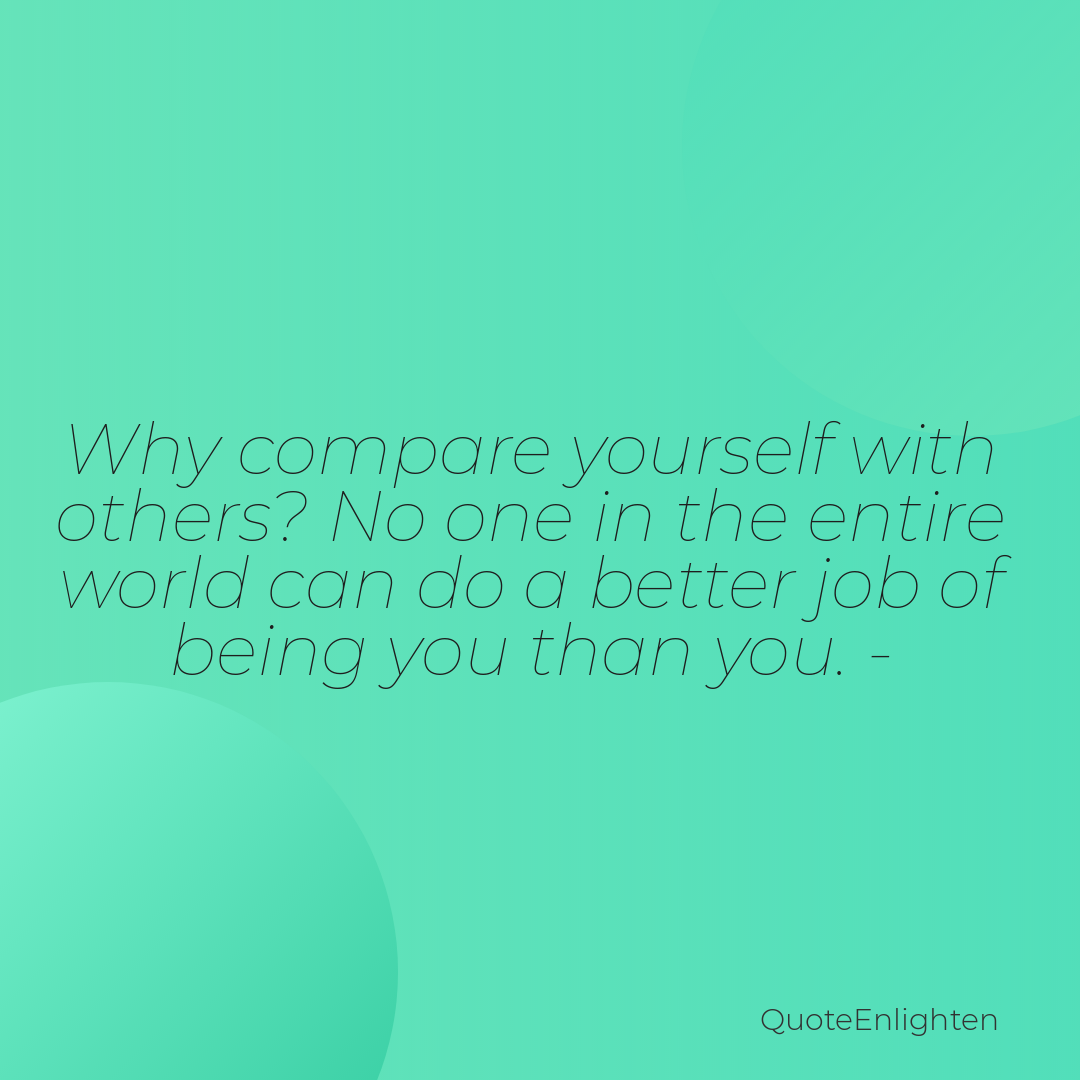 Why compare yourself with
others? No one in the entire
world can do a better job of
being you than you. -
QuoteEnlighten